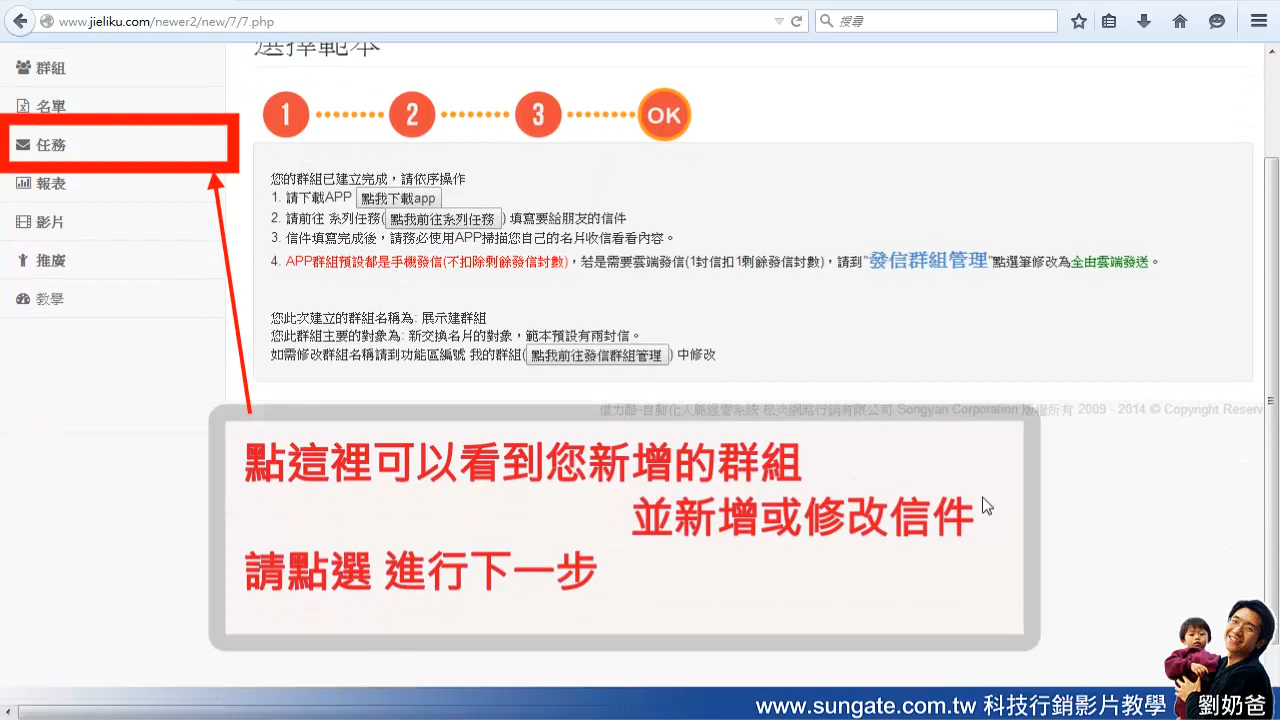 www.jieliku.com/newer2/new/7/7.php
搜尋
選擇範本
群組
名單
任務
報表
影片
推廣
教學
1 2 3 OK
您的群組已建立完成，請依序操作
1. 請下載APP 點我下載app
2. 請前往 系列任務(點我前往系列任務) 填寫要給朋友的信件
3. 信件填寫完成後，請務必使用APP掃描您自己的名片收信看看內容。
4. APP群組預設都是手機發信(不扣除剩餘發信封數)，若是需要雲端發信(1封信扣1剩餘發信封數)，請到"發信群組管理"點選筆修改為全由雲端發送。
您此次建立的群組名稱為: 展示建群組
您此群組主要的對象為: 新交換名片的對象，範本預設有兩封信。
如需修改群組名稱請到功能區編號 我的群組(點我前往發信群組管理) 中修改
Songyan Corporation 版權所有 2009 - 2014 © Copyright Reserv
點這裡可以看到您新增的群組
並新增或修改信件
請點選 進行下一步
www.sungate.com.tw 科技行銷影片教學 劉奶爸